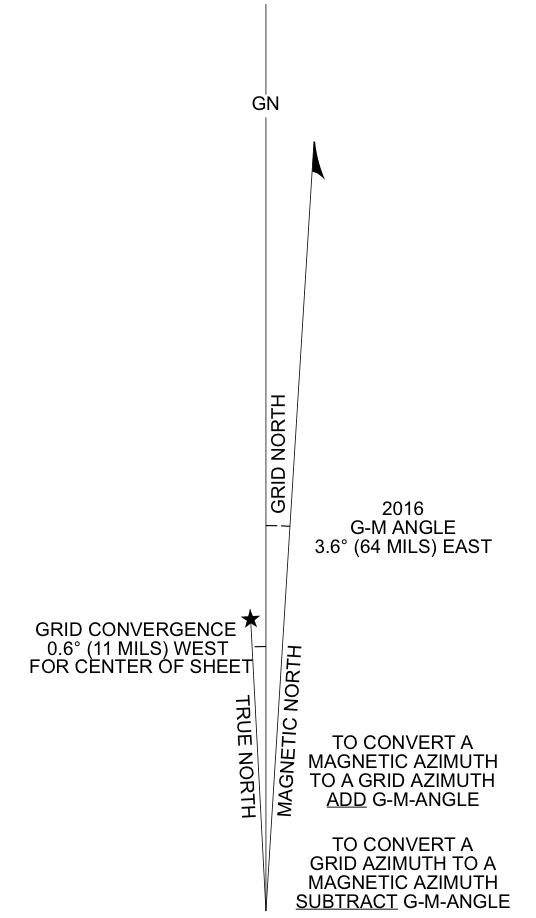 GN
GRID NORTH
2016
G-M ANGLE
3.6° (64 MILS) EAST
GRID CONVERGENCE
0.6° (11 MILS) WEST
FOR CENTER OF SHEET
TRUE NORTH
MAGNETIC NORTH
TO CONVERT A
MAGNETIC AZIMUTH
TO A GRID AZIMUTH
ADD G-M-ANGLE
TO CONVERT A
GRID AZIMUTH TO A
MAGNETIC AZIMUTH
SUBTRACT G-M-ANGLE